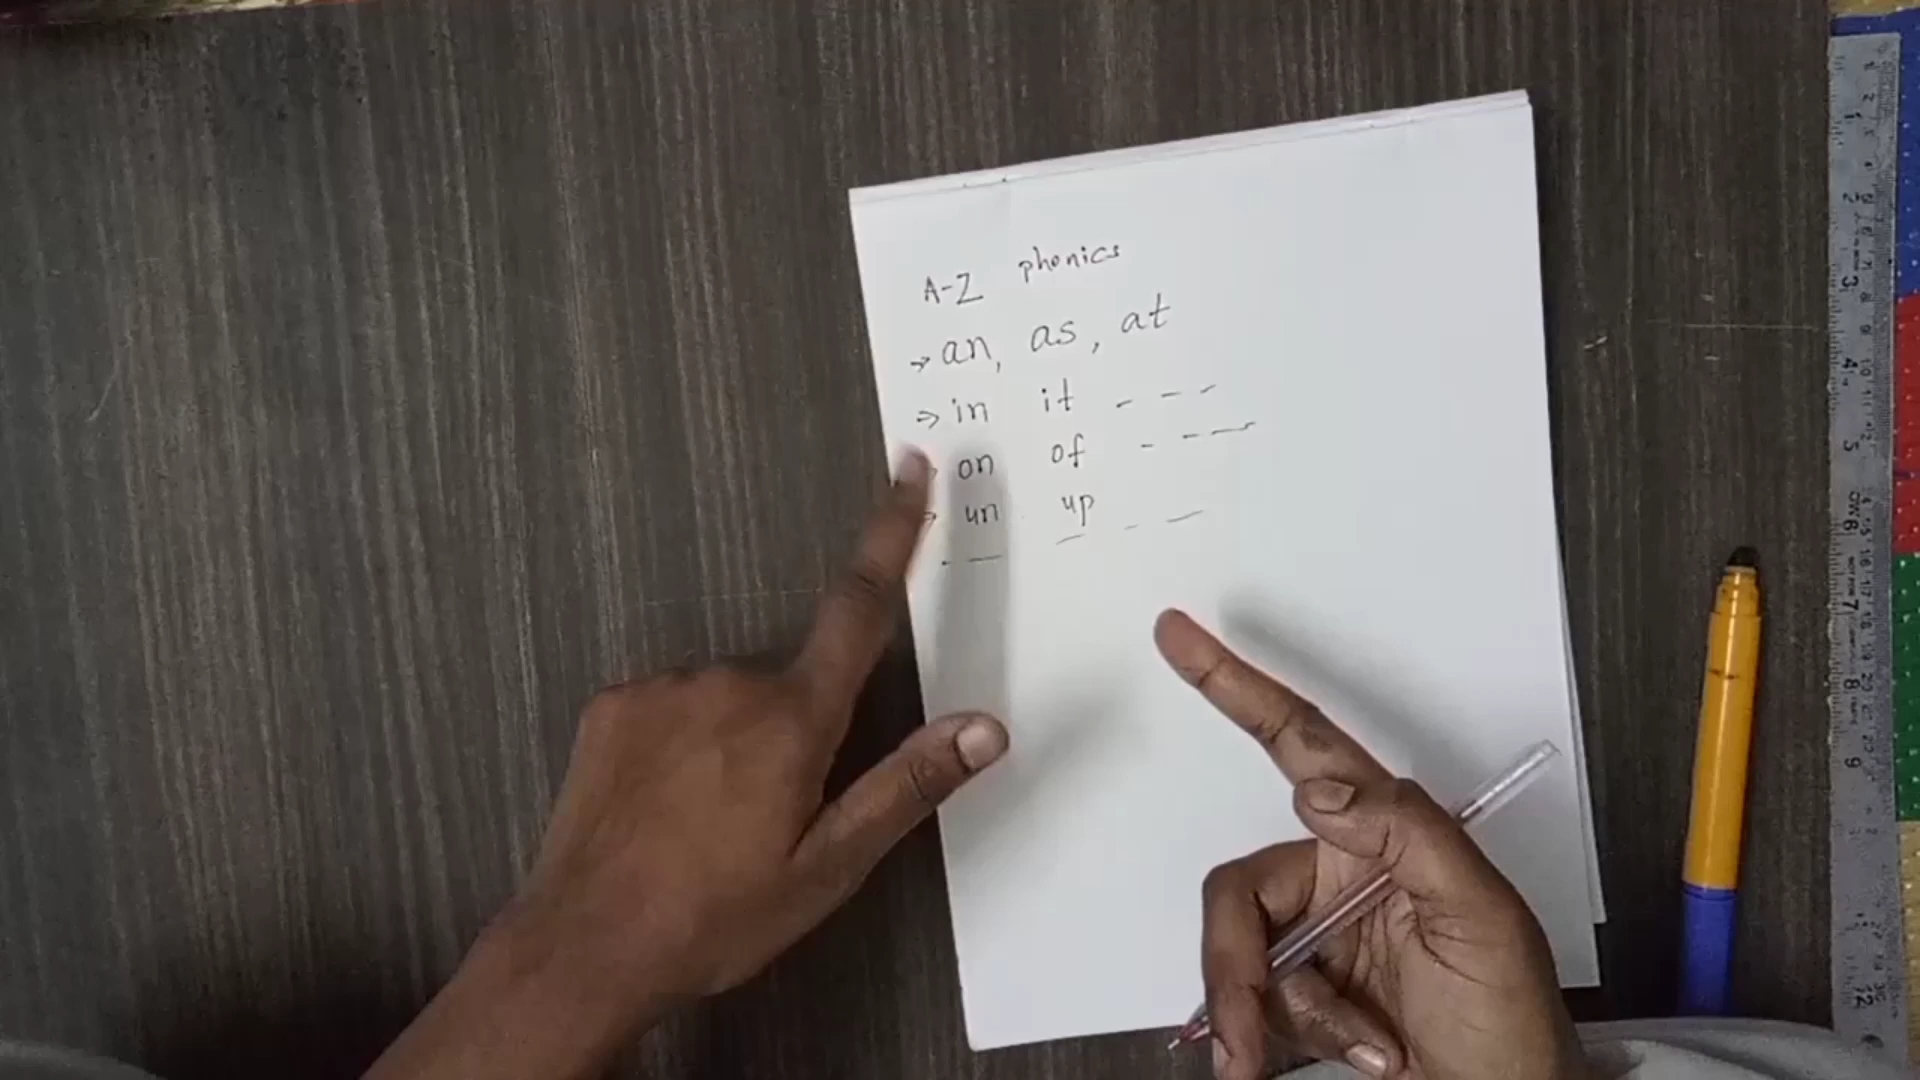 A-Z phonics
→ an, as, at
→ in it - - -
on of - - -
→ un up - -
- - -